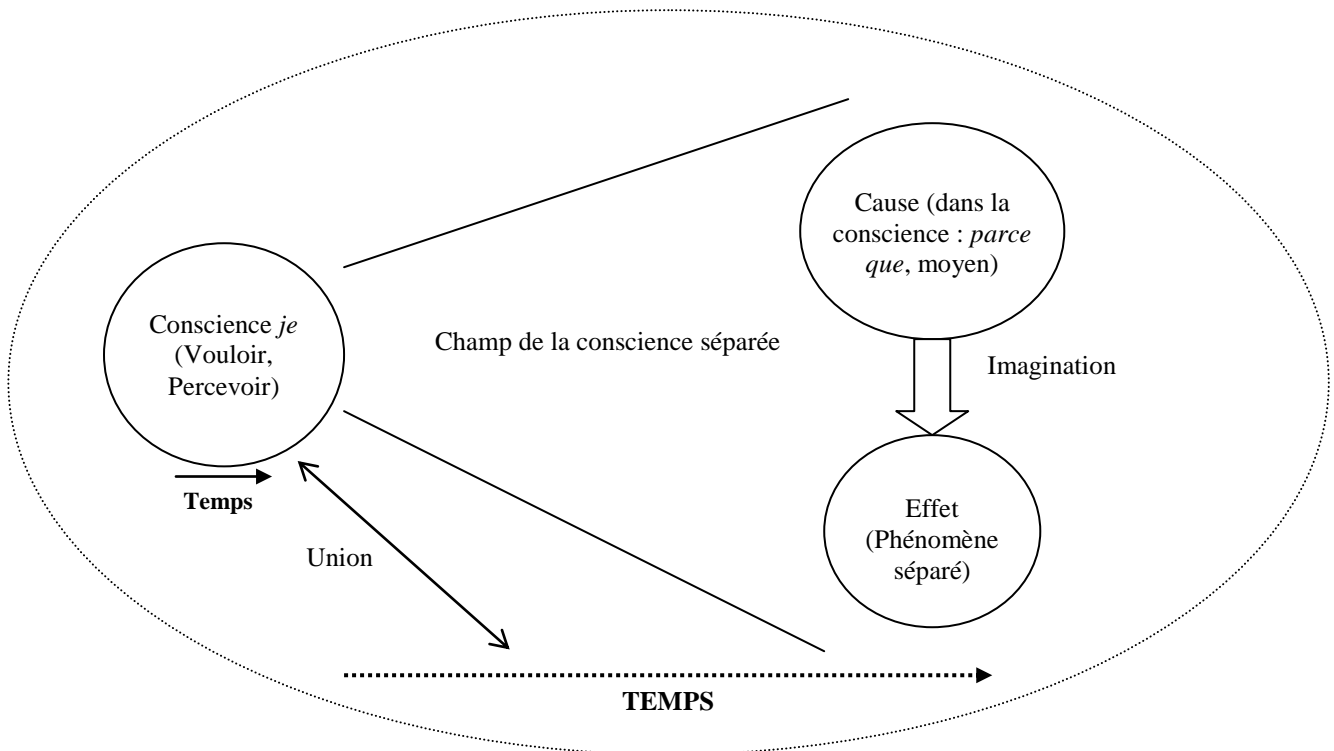 Conscience je
(Vouloir,
Percevoir)
Temps
Union
Champ de la conscience séparée
Cause (dans la
conscience : parce
que, moyen)
Imagination
Effet
(Phénomène
séparé)
TEMPS